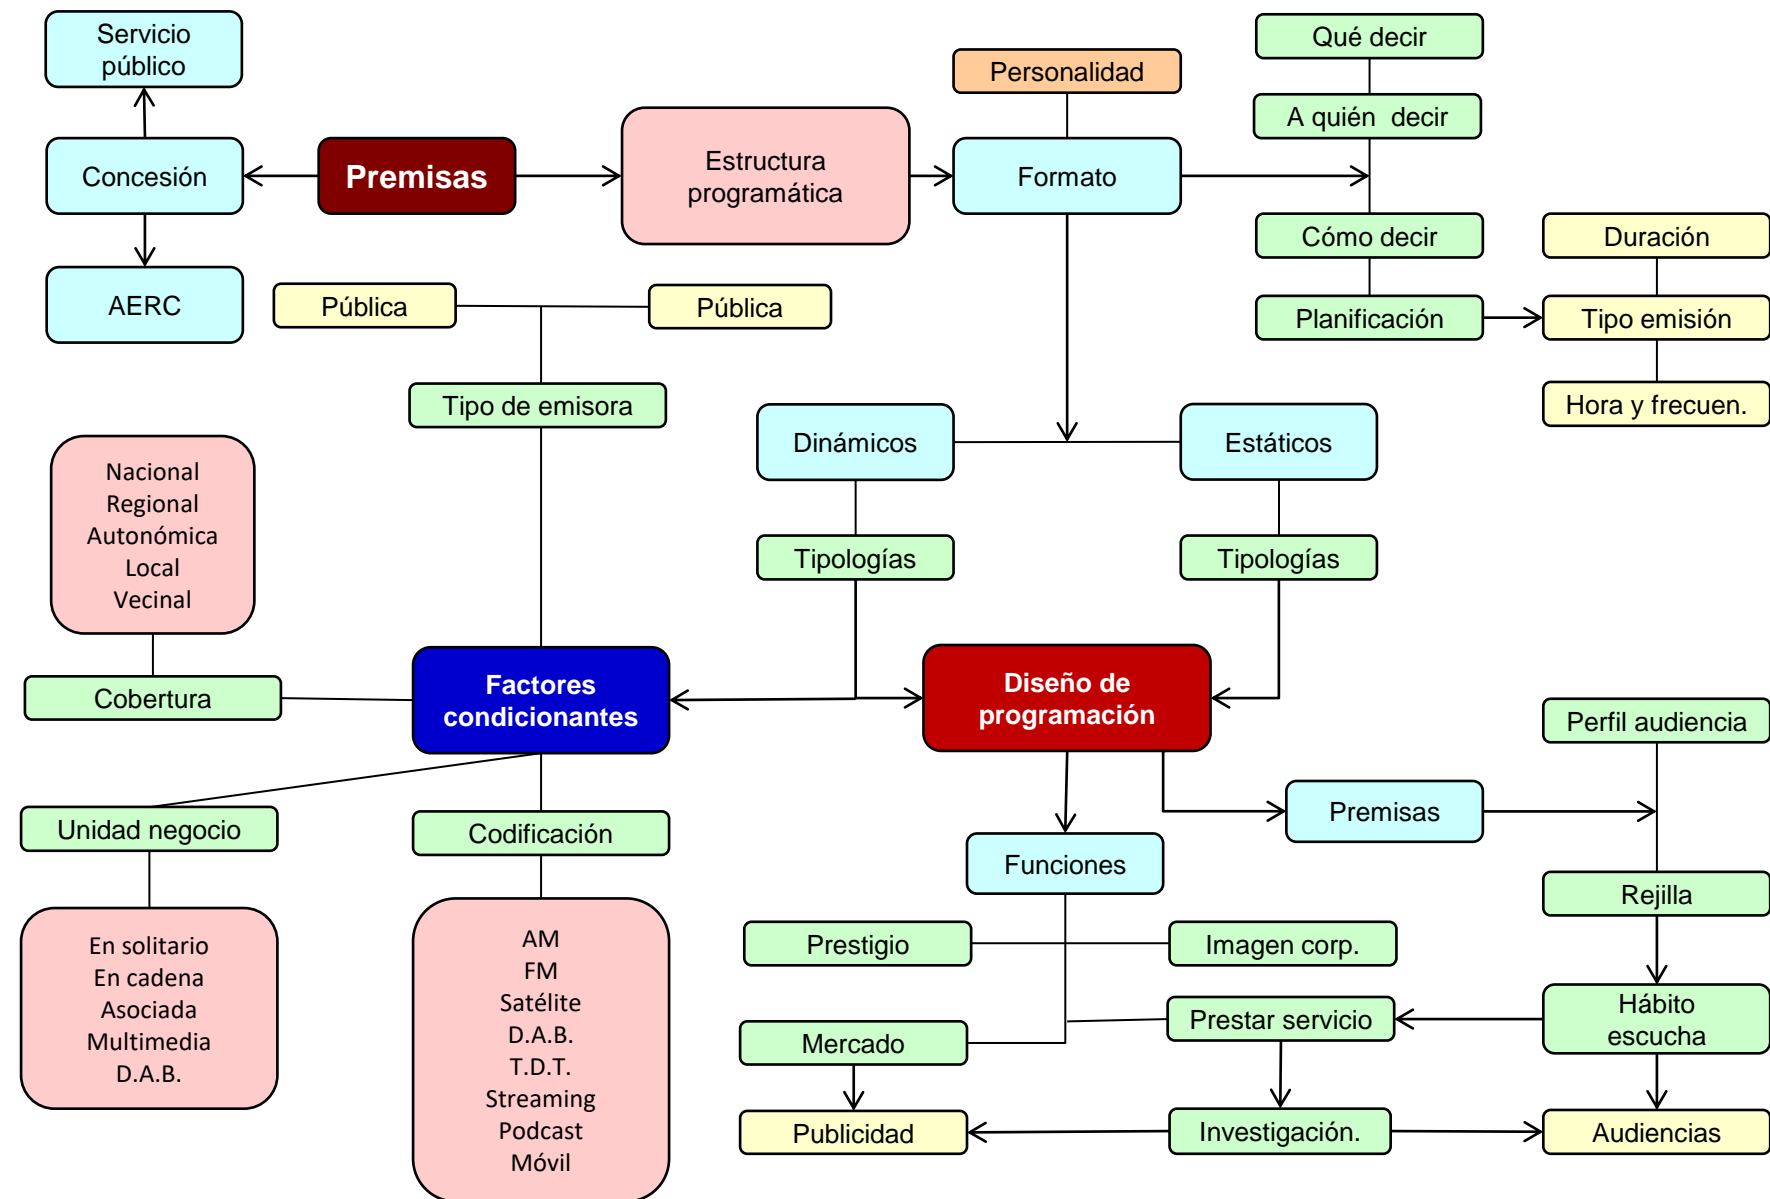 Servicio
público
Personalidad
Qué decir
A quién  decir
Concesión
Premisas
Estructura
programática
Formato
Cómo decir
Duración
AERC
Pública
Pública
Planificación
Tipo emisión
Tipo de emisora
Hora y frecuen.
Dinámicos
Estáticos
Nacional
Regional
Autonómica
Local
Vecinal
Tipologías
Tipologías
Cobertura
Factores
condicionantes
Diseño de
programación
Perfil audiencia
Unidad negocio
Codificación
Premisas
Funciones
Rejilla
En solitario
En cadena
Asociada
Multimedia
D.A.B.
AM
FM
Satélite
D.A.B.
T.D.T.
Streaming
Podcast
Móvil
Prestigio
Imagen corp.
Mercado
Prestar servicio
Hábito
escucha
Publicidad
Investigación.
Audiencias